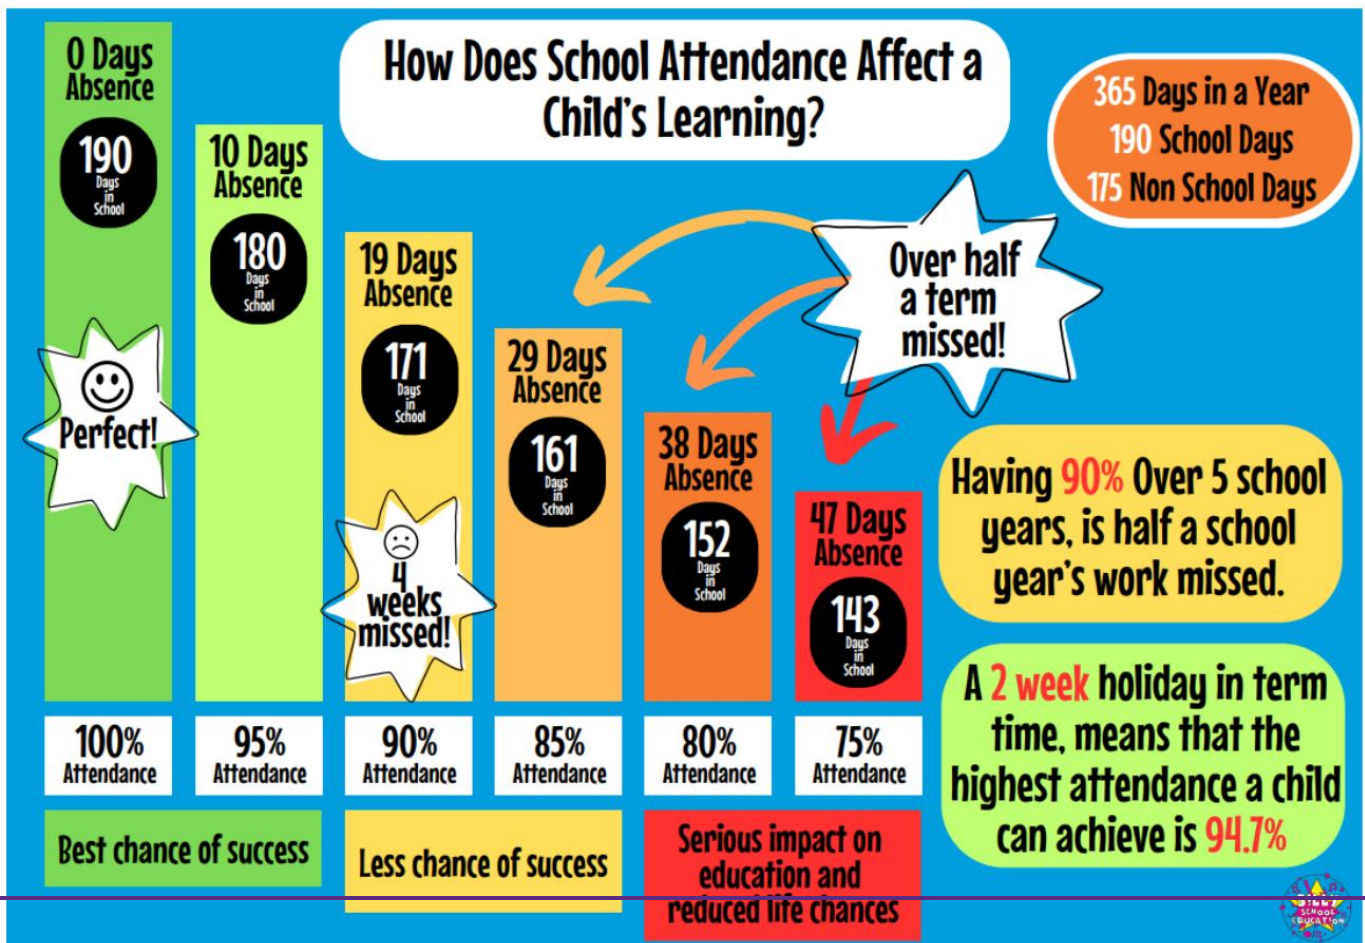 How Does School Attendance Affect a
Child's Learning?
365 Days in a Year
190 School Days
175 Non School Days
0 Days
Absence
190
Days
in
School
Perfect!
100%
Attendance
10 Days
Absence
180
Days
in
School
95%
Attendance
19 Days
Absence
171
Days
in
School
4
weeks
missed!
90%
Attendance
29 Days
Absence
161
Days
in
School
85%
Attendance
38 Days
Absence
152
Days
in
School
80%
Attendance
47 Days
Absence
143
Days
in
School
75%
Attendance
Over half
a term
missed!
Best chance of success
Less chance of success
Serious impact on
education and
reduced life chances
Having 90% Over 5 school
years, is half a school
year's work missed.
A 2 week holiday in term
time, means that the
highest attendance a child
can achieve is 94.7%
SILLY
SCHOOL
EDUCATION